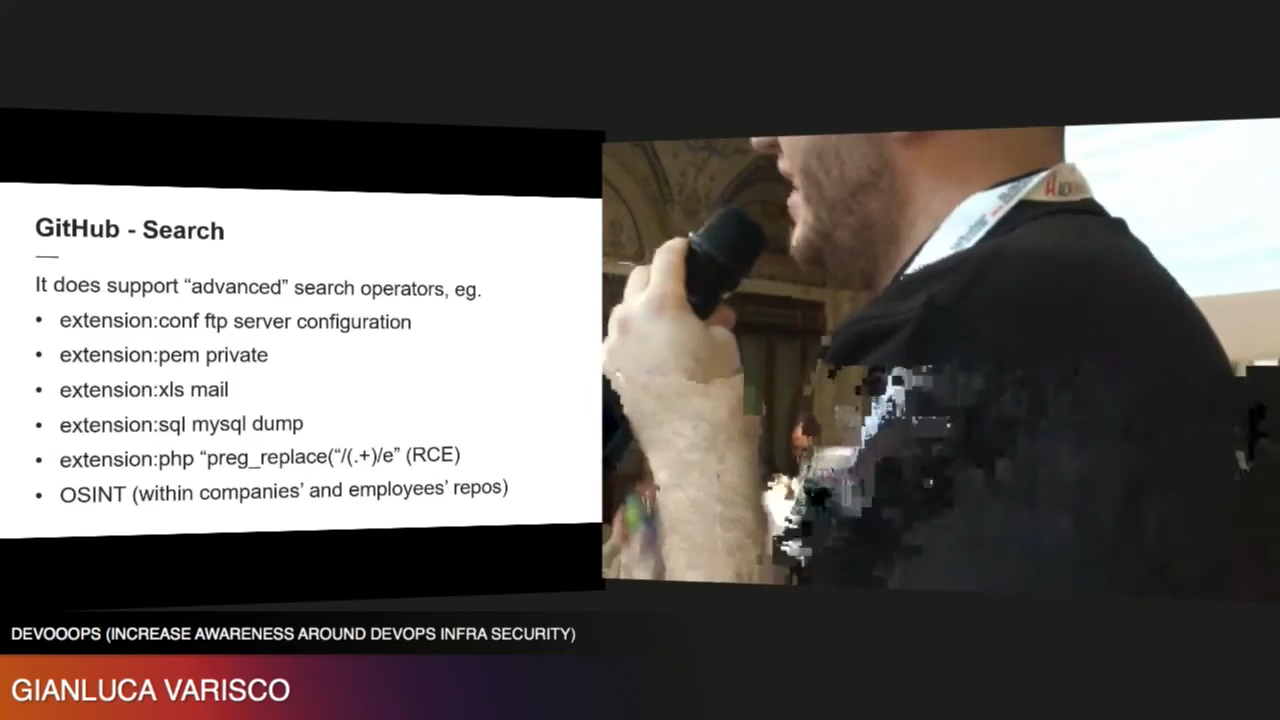 GitHub - Search
It does support “advanced” search operators, eg.
• extension:conf ftp server configuration
• extension:pem private
• extension:xls mail
• extension:sql mysql dump
• extension:php “preg_replace(“/(.+)/e” (RCE)
• OSINT (within companies’ and employees’ repos)
DEVOOOPS (INCREASE AWARENESS AROUND DEVOPS INFRA SECURITY)
GIANLUCA VARISCO